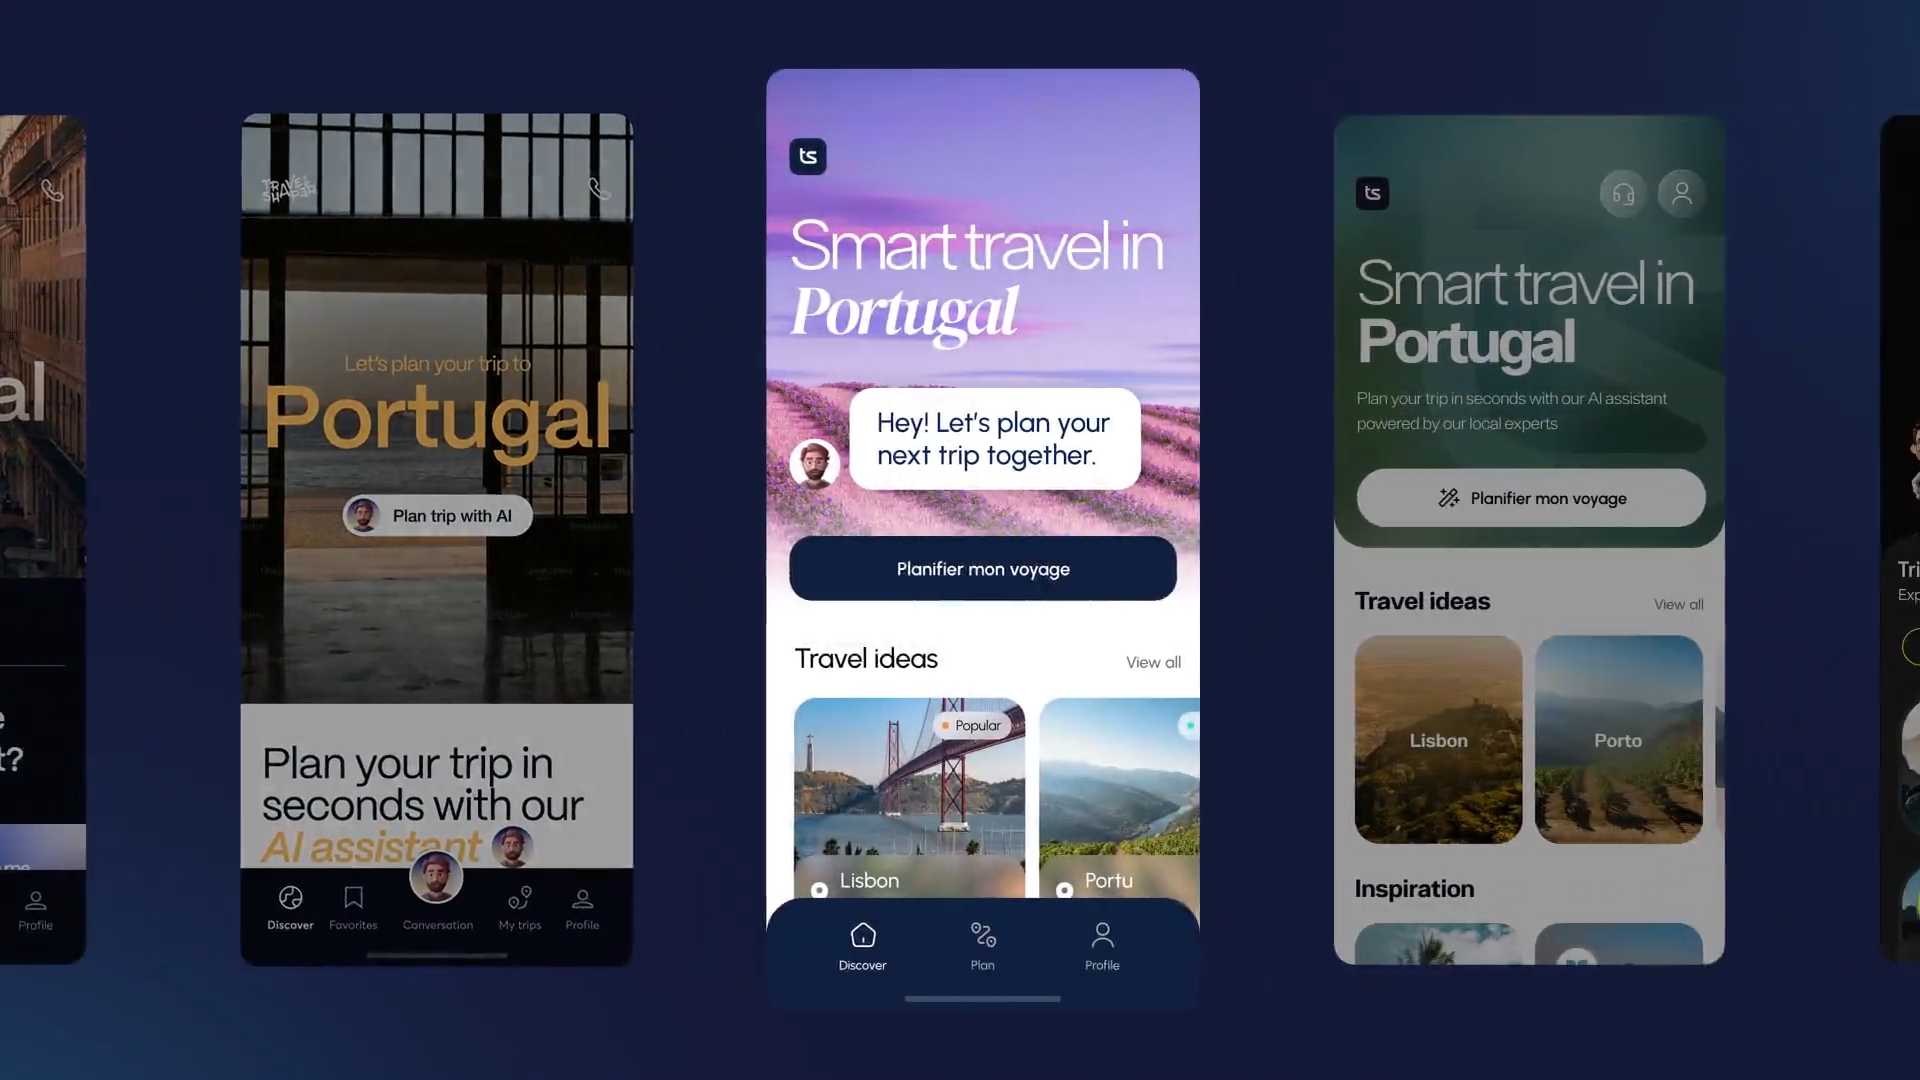 al
e
t?
me
Profile
TRAVEL
SHAPER
Let's plan your trip to
Portugal
Plan trip with AI
Plan your trip in
seconds with our
AI assistant
Discover
Favorites
Conversation
My trips
Profile
ts
Smart travel in
Portugal
Hey! Let's plan your
next trip together.
Planifier mon voyage
Travel ideas
View all
Popular
Lisbon
Portu
Discover
Plan
Profile
ts
Smart travel in
Portugal
Plan your trip in seconds with our AI assistant
powered by our local experts
Planifier mon voyage
Travel ideas
View all
Lisbon
Porto
Inspiration
Tri
Exp